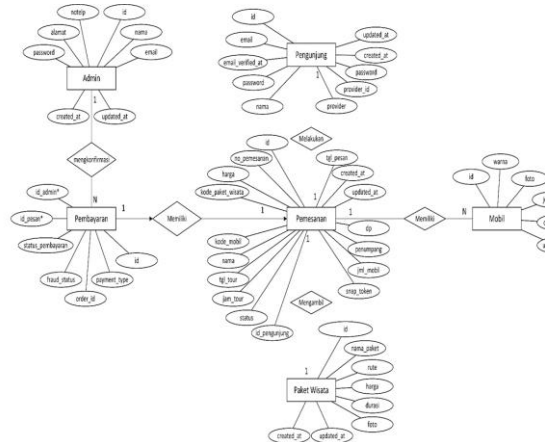 notelp
id
alamat
nama
password
email
Admin
created_at
updated_at
1
mengkonfirmasi
N
id
email
updated_at
Pengunjung
email_verified_at
created_at
password
password
provider_id
nama
provider
1
Melakukan
id
no_pemesanan
tgl_pesan
harga
created_at
kode_paket_wisata
updated_at
1
id_admin*
id_pesan*
Pembayaran
1
Memiliki
1
Pemesanan
1
Memiliki
N
Mobil
status_pembayaran
id
fraud_status
payment_type
order_id
kode_mobil
dp
nama
penumpang
tgl_tour
jml_mobil
jam_tour
snap_token
status
id_pengunjung
1
Mengambil
warna
id
foto
id
nama_paket
rute
1
Paket Wisata
harga
durasi
foto
created_at
updated_at